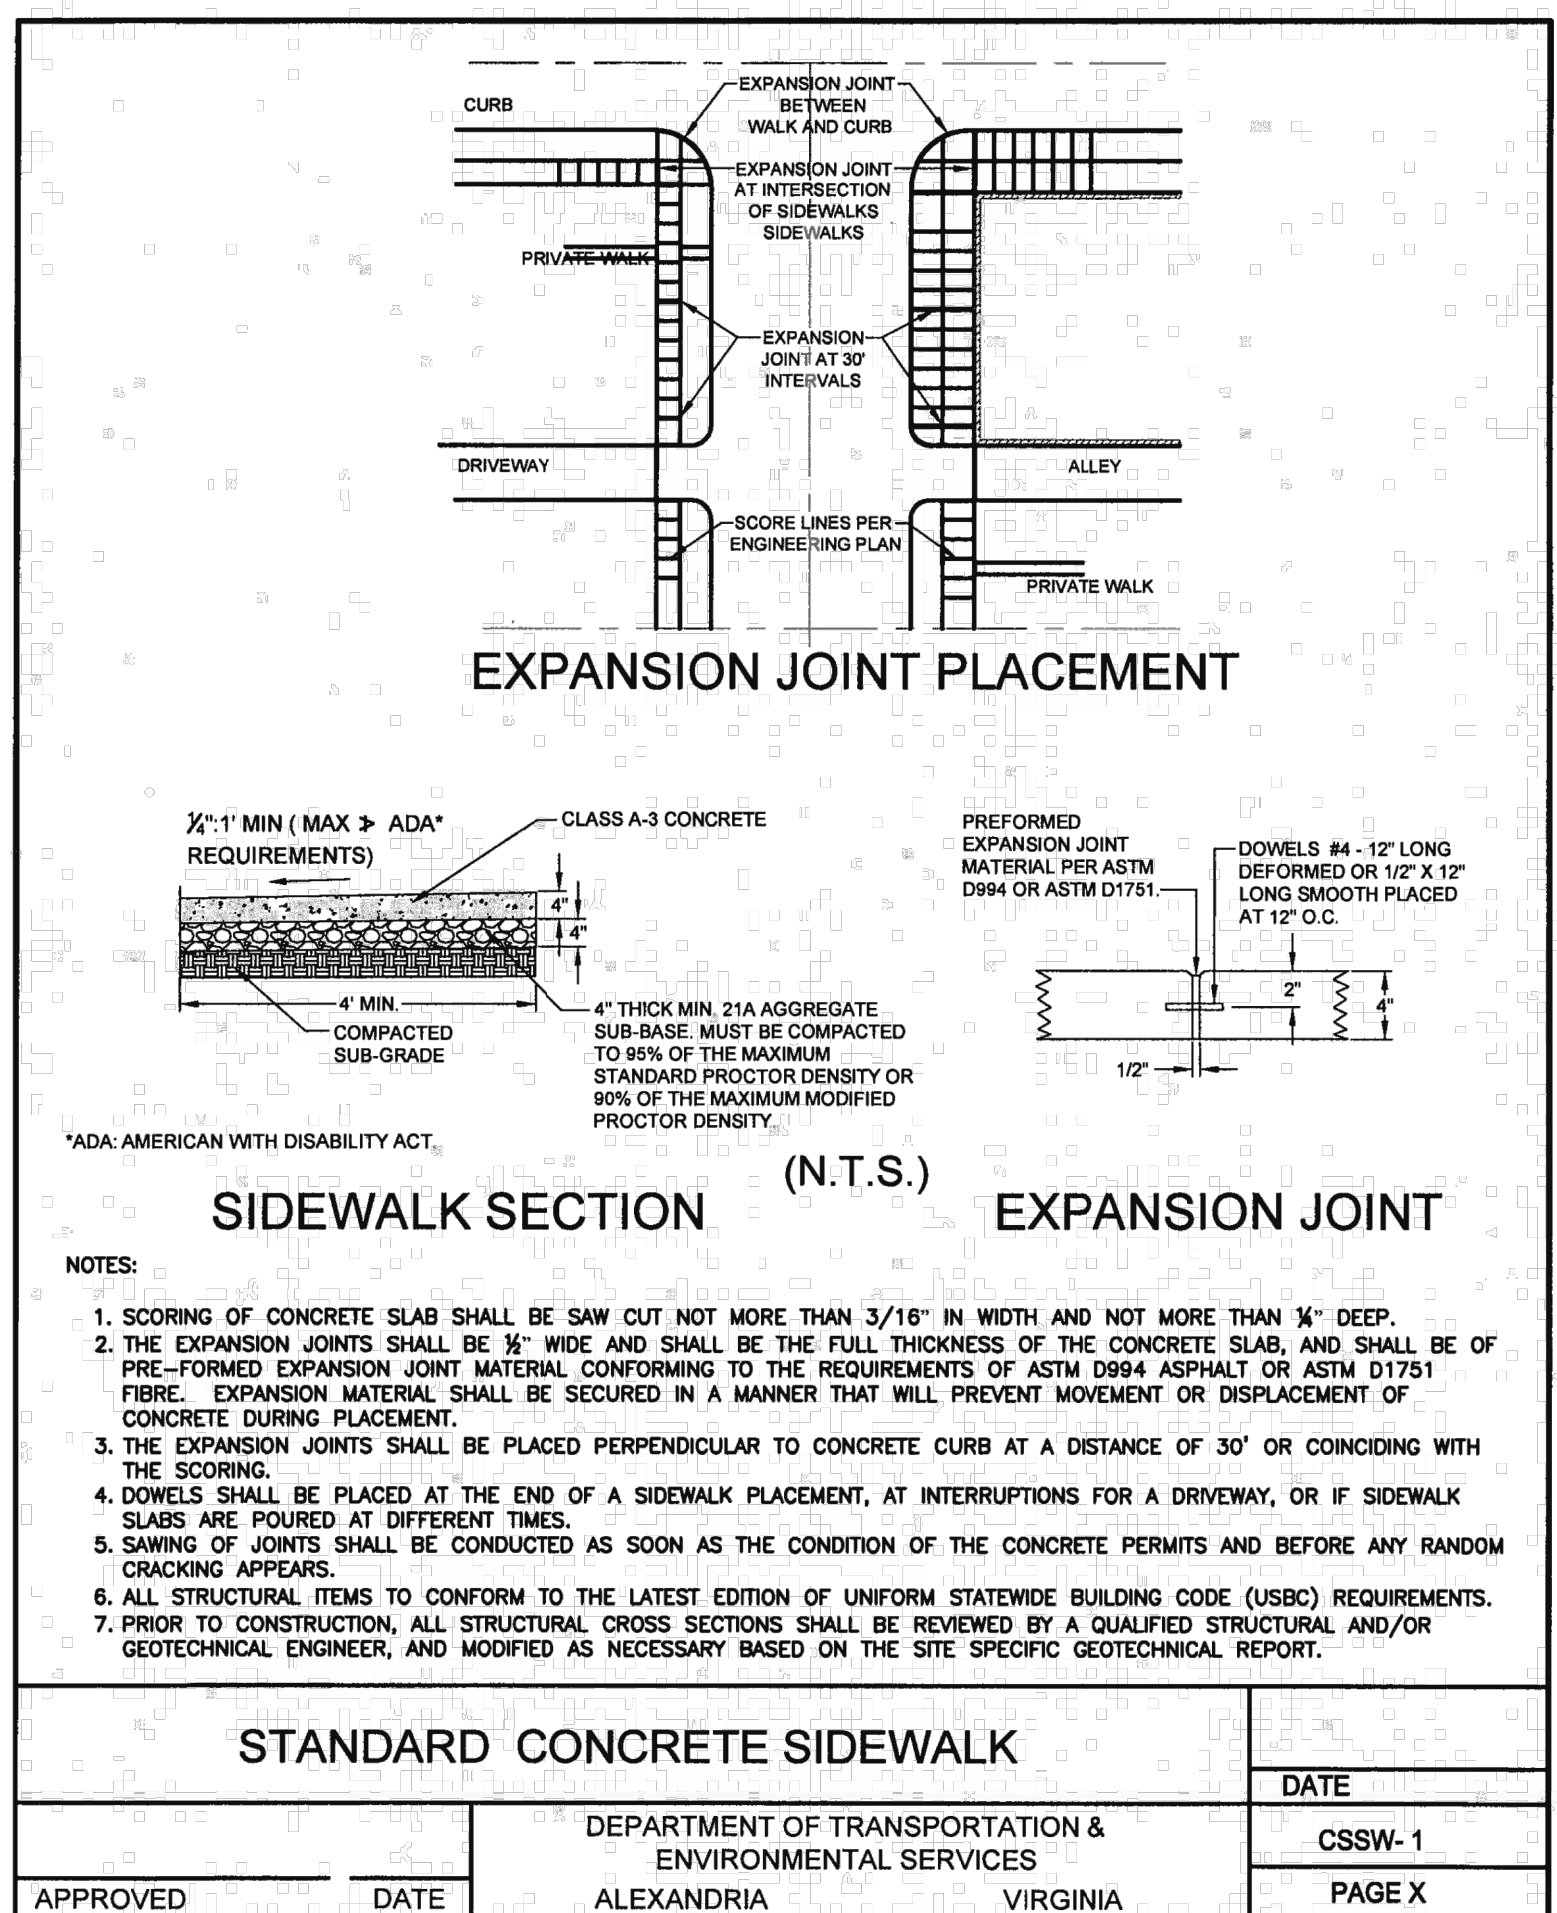 CURB
EXPANSION JOINT
BETWEEN
WALK AND CURB
EXPANSION JOINT
AT INTERSECTION
OF SIDEWALKS
SIDEWALKS
PRIVATE WALK
EXPANSION
JOINT AT 30'
INTERVALS
DRIVEWAY
ALLEY
SCORE LINES PER
ENGINEERING PLAN
PRIVATE WALK
EXPANSION JOINT PLACEMENT
¼":1' MIN ( MAX ≯ ADA*
REQUIREMENTS)
CLASS A-3 CONCRETE
4"
4"
4' MIN.
COMPACTED
SUB-GRADE
4" THICK MIN. 21A AGGREGATE
SUB-BASE. MUST BE COMPACTED
TO 95% OF THE MAXIMUM
STANDARD PROCTOR DENSITY OR
90% OF THE MAXIMUM MODIFIED
PROCTOR DENSITY.
*ADA: AMERICAN WITH DISABILITY ACT
PREFORMED
EXPANSION JOINT
MATERIAL PER ASTM
D994 OR ASTM D1751.
DOWELS #4 - 12" LONG
DEFORMED OR 1/2" X 12"
LONG SMOOTH PLACED
AT 12" O.C.
2"
4"
1/2"
(N.T.S.)
SIDEWALK SECTION
EXPANSION JOINT
NOTES:
1. SCORING OF CONCRETE SLAB SHALL BE SAW CUT NOT MORE THAN 3/16" IN WIDTH AND NOT MORE THAN ¼" DEEP.
2. THE EXPANSION JOINTS SHALL BE ½" WIDE AND SHALL BE THE FULL THICKNESS OF THE CONCRETE SLAB, AND SHALL BE OF
PRE-FORMED EXPANSION JOINT MATERIAL CONFORMING TO THE REQUIREMENTS OF ASTM D994 ASPHALT OR ASTM D1751
FIBRE. EXPANSION MATERIAL SHALL BE SECURED IN A MANNER THAT WILL PREVENT MOVEMENT OR DISPLACEMENT OF
CONCRETE DURING PLACEMENT.
3. THE EXPANSION JOINTS SHALL BE PLACED PERPENDICULAR TO CONCRETE CURB AT A DISTANCE OF 30' OR COINCIDING WITH
THE SCORING.
4. DOWELS SHALL BE PLACED AT THE END OF A SIDEWALK PLACEMENT, AT INTERRUPTIONS FOR A DRIVEWAY, OR IF SIDEWALK
SLABS ARE POURED AT DIFFERENT TIMES.
5. SAWING OF JOINTS SHALL BE CONDUCTED AS SOON AS THE CONDITION OF THE CONCRETE PERMITS AND BEFORE ANY RANDOM
CRACKING APPEARS.
6. ALL STRUCTURAL ITEMS TO CONFORM TO THE LATEST EDITION OF UNIFORM STATEWIDE BUILDING CODE (USBC) REQUIREMENTS.
7. PRIOR TO CONSTRUCTION, ALL STRUCTURAL CROSS SECTIONS SHALL BE REVIEWED BY A QUALIFIED STRUCTURAL AND/OR
GEOTECHNICAL ENGINEER, AND MODIFIED AS NECESSARY BASED ON THE SITE SPECIFIC GEOTECHNICAL REPORT.
STANDARD CONCRETE SIDEWALK
DATE
DEPARTMENT OF TRANSPORTATION &
ENVIRONMENTAL SERVICES
CSSW- 1
APPROVED
DATE
ALEXANDRIA
VIRGINIA
PAGE X